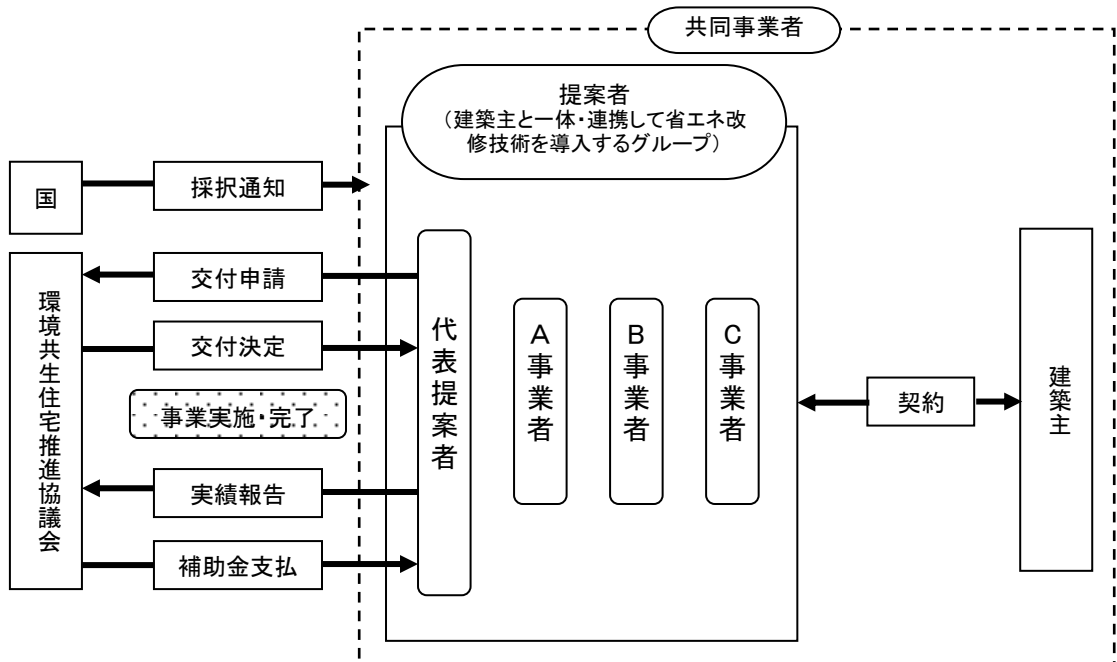 共同事業者
提案者
（建築主と一体・連携して省エネ改
修技術を導入するグループ）
国
採択通知
環境共生住宅推進協議会
交付申請
交付決定
事業実施・完了
実績報告
補助金支払
代表提案者
A事業者
B事業者
C事業者
契約
建築主